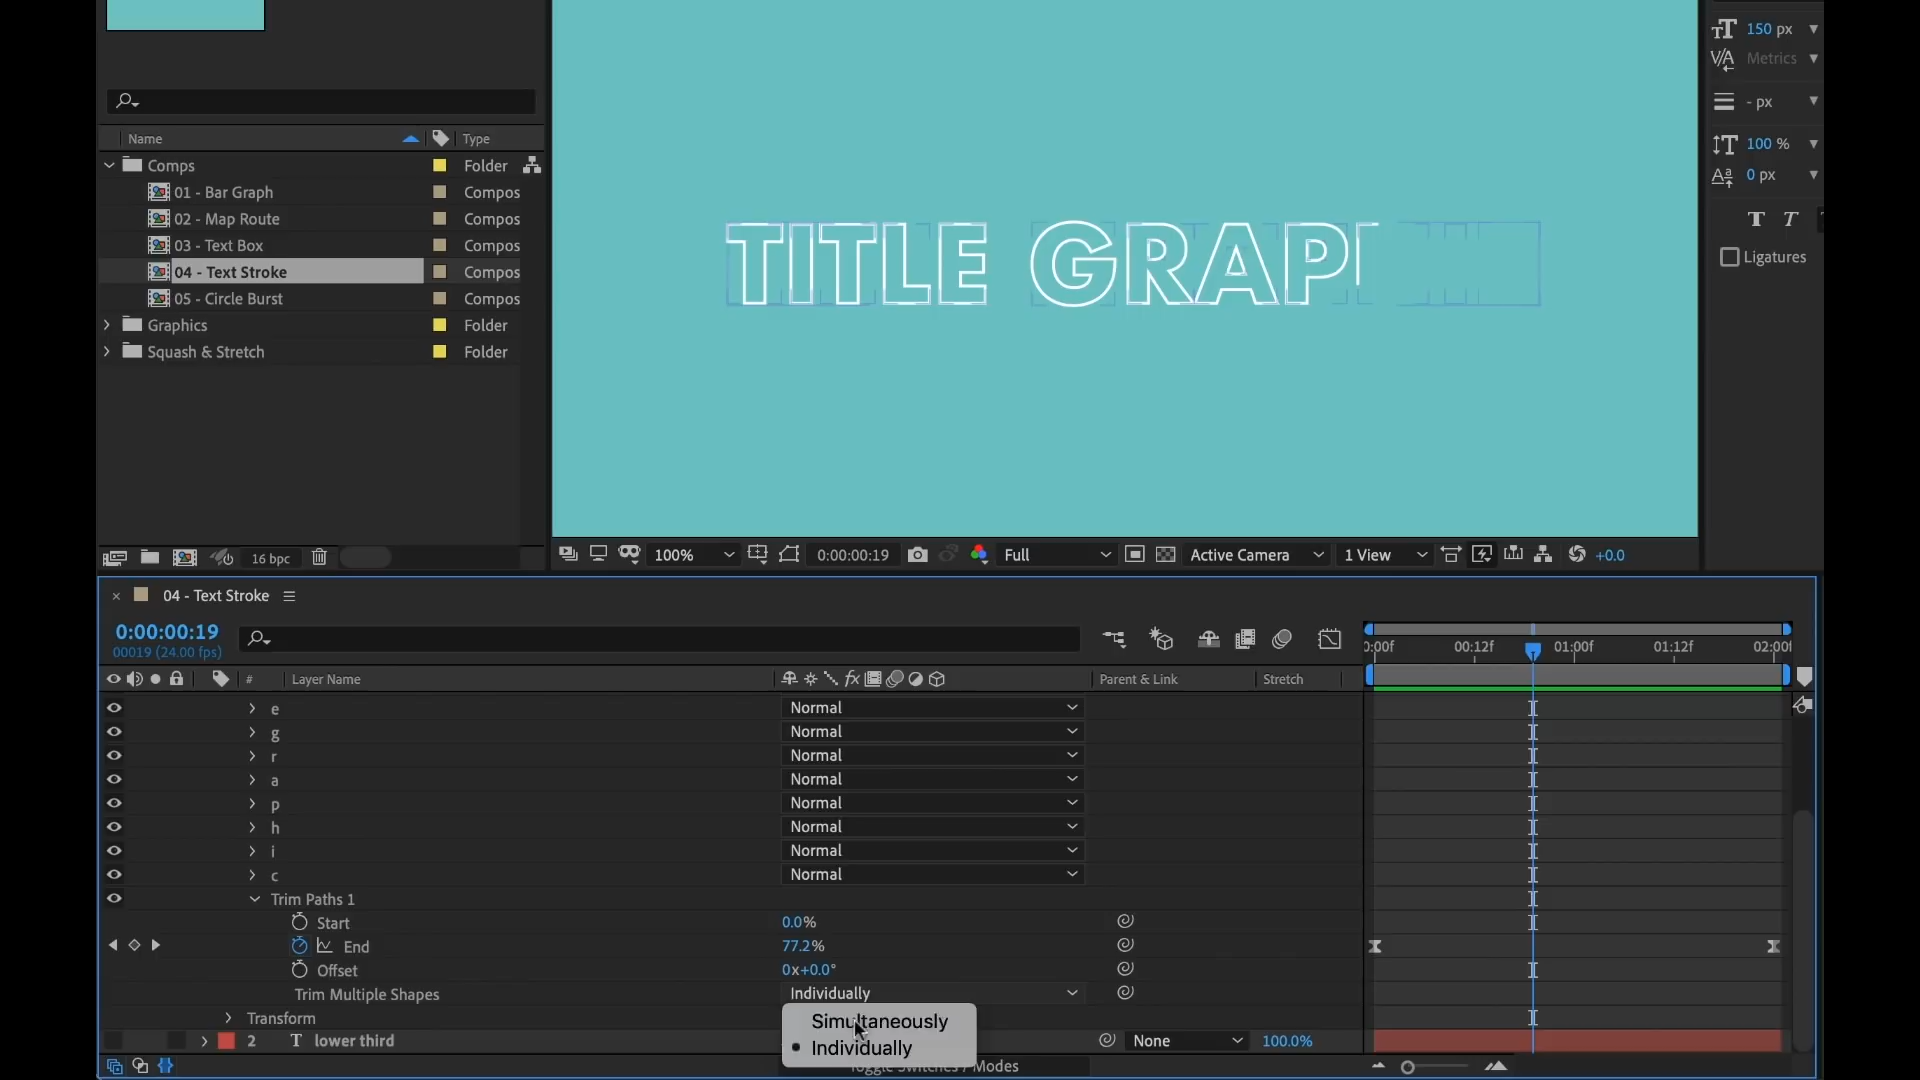 150 px
Metrics
- px
100 %
0 px
T T
Ligatures
Name Type
Comps Folder
01 - Bar Graph Compos
02 - Map Route Compos
03 - Text Box Compos
04 - Text Stroke Compos
05 - Circle Burst Compos
Graphics Folder
Squash & Stretch Folder
TITLE GRAP
16 bpc
100% 0:00:00:19 Full Active Camera 1 View +0.0
× 04 - Text Stroke
0:00:00:19
00019 (24.00 fps)
0:00f 00:12f 01:00f 01:12f 02:00f
# Layer Name fx Parent & Link Stretch
e Normal
g Normal
r Normal
a Normal
p Normal
h Normal
i Normal
c Normal
Trim Paths 1
Start 0.0%
End 77.2%
Offset 0x+0.0°
Trim Multiple Shapes Individually
Simultaneously
Individually
Transform
2 T lower third None 100.0%
Toggle Switches / Modes